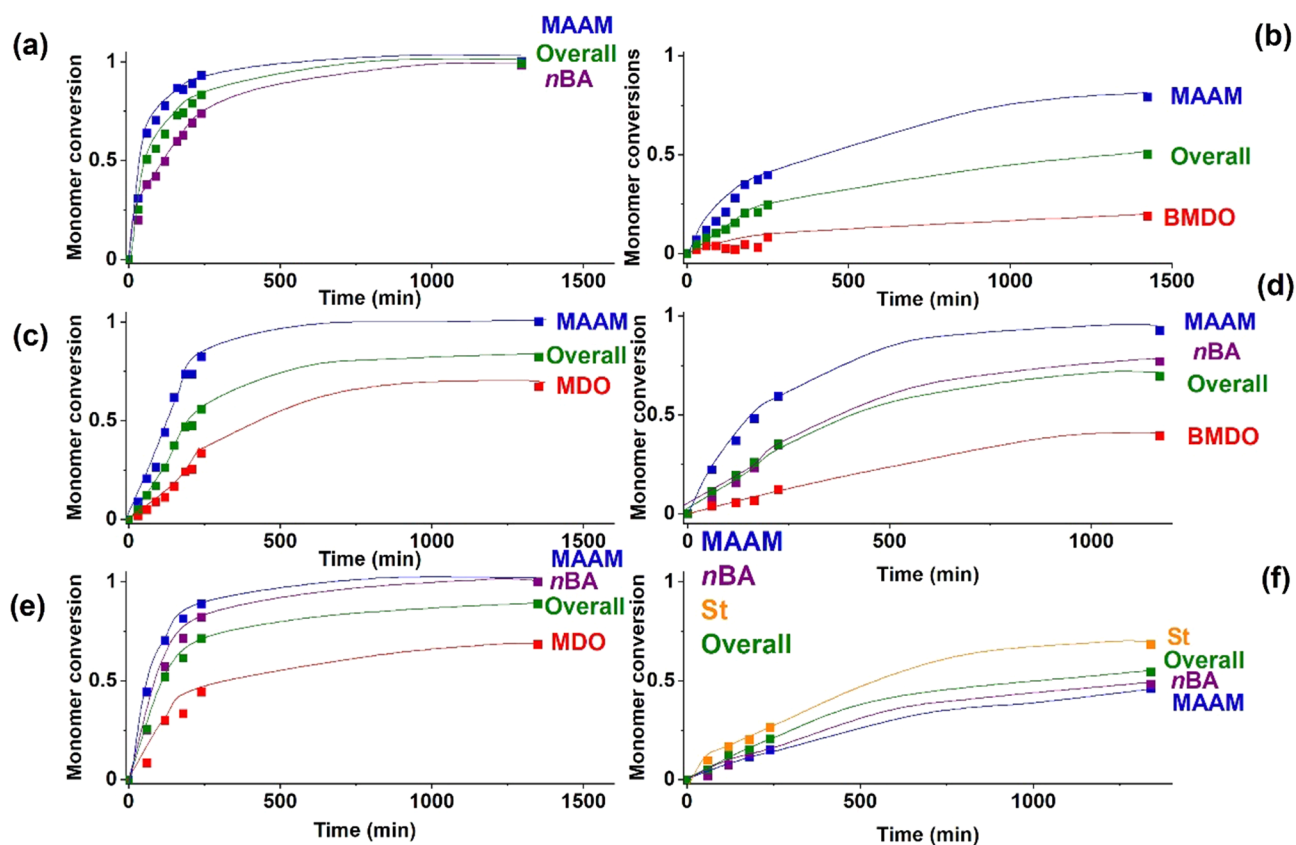 (a)
MAAM
Overall
nBA
Monomer conversion
1
0.5
0
0
500
1000
1500
Time (min)
(b)
Monomer conversions
1
0.5
0
MAAM
Overall
BMDO
0
500
1000
1500
Time (min)
(c)
Monomer conversion
1
0.5
0
MAAM
Overall
MDO
0
500
1000
1500
Time (min)
(d)
Monomer conversion
1
0.5
0
MAAM
nBA
Overall
BMDO
0
500
1000
Time (min)
(e)
Monomer conversion
1
0.5
0
MAAM
nBA
Overall
MDO
0
500
1000
1500
Time (min)
(f)
MAAM
nBA
St
Overall
Monomer conversion
1
0.5
0
St
Overall
nBA
MAAM
0
500
1000
Time (min)